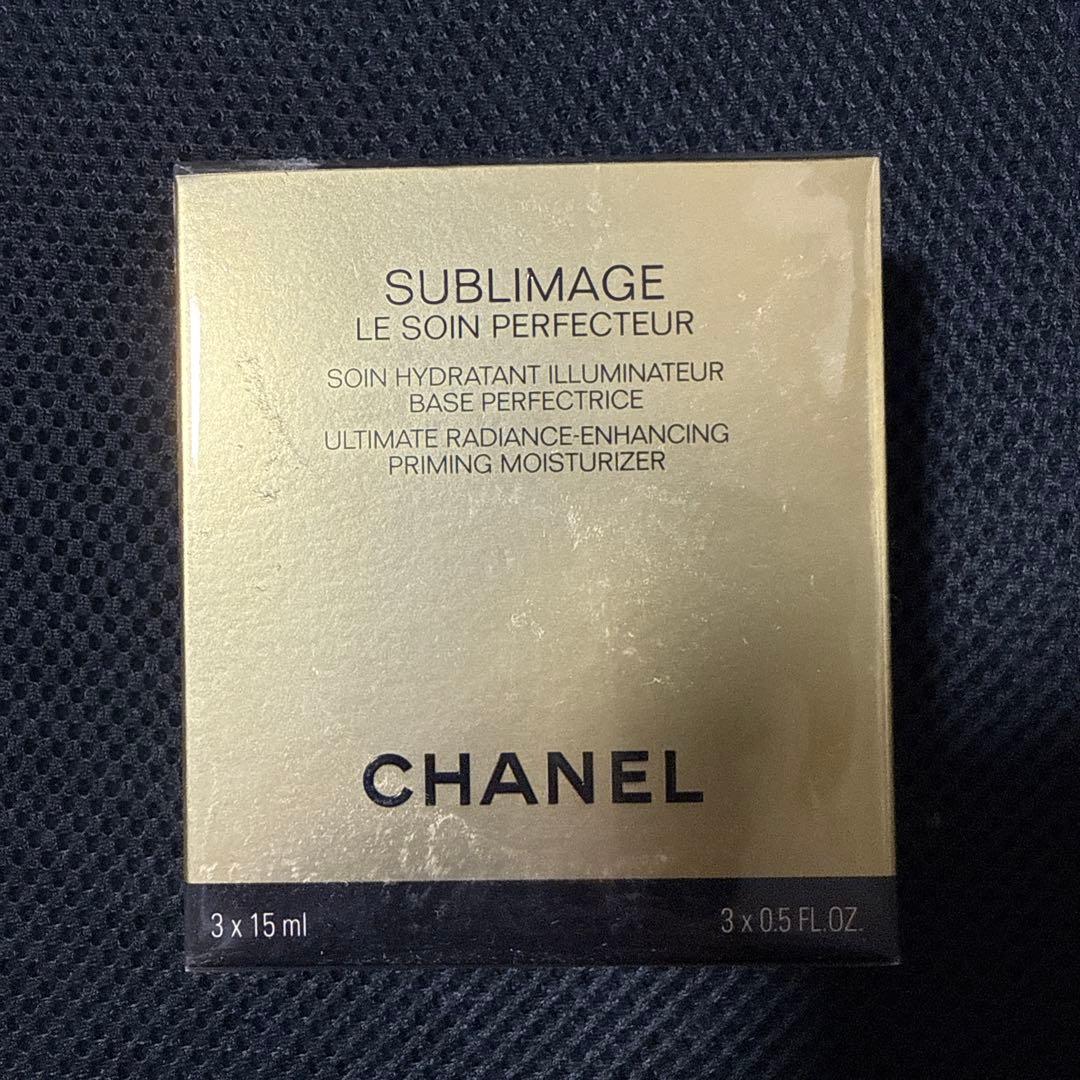 SUBLIMAGE
LE SOIN PERFECTEUR
SOIN HYDRATANT ILLUMINATEUR
BASE PERFECTRICE
ULTIMATE RADIANCE-ENHANCING
PRIMING MOISTURIZER
CHANEL
3 x 15 ml
3 x 0.5 FL.OZ.